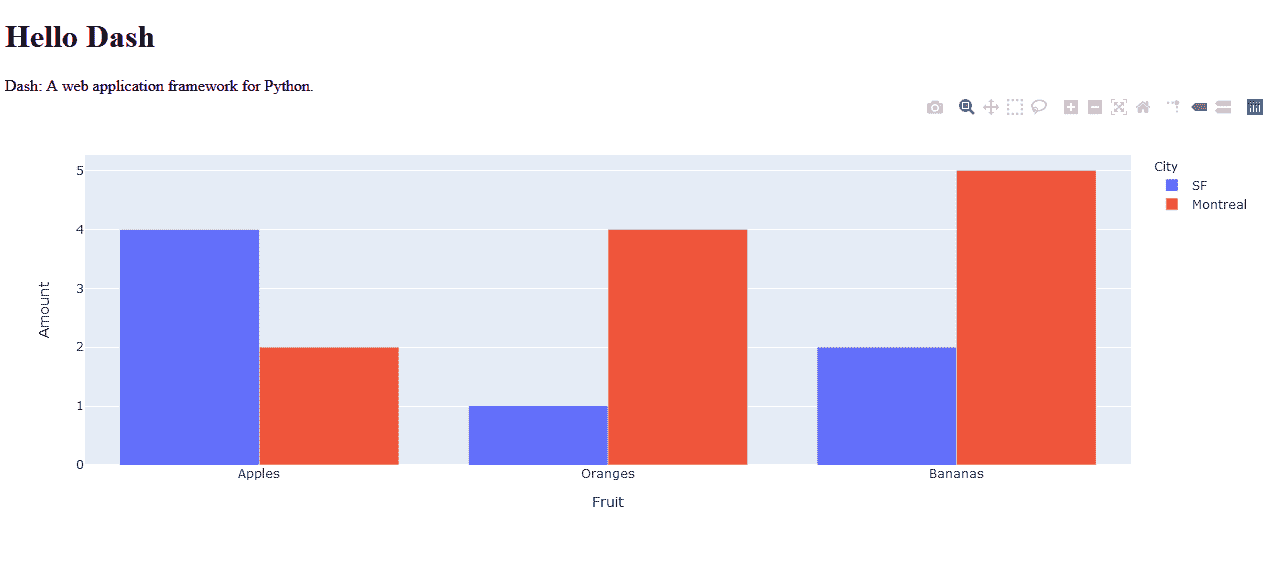 Hello Dash
Dash: A web application framework for Python.
City
SF
Montreal
5
4
3
2
1
0
Amount
Apples Oranges Bananas
Fruit